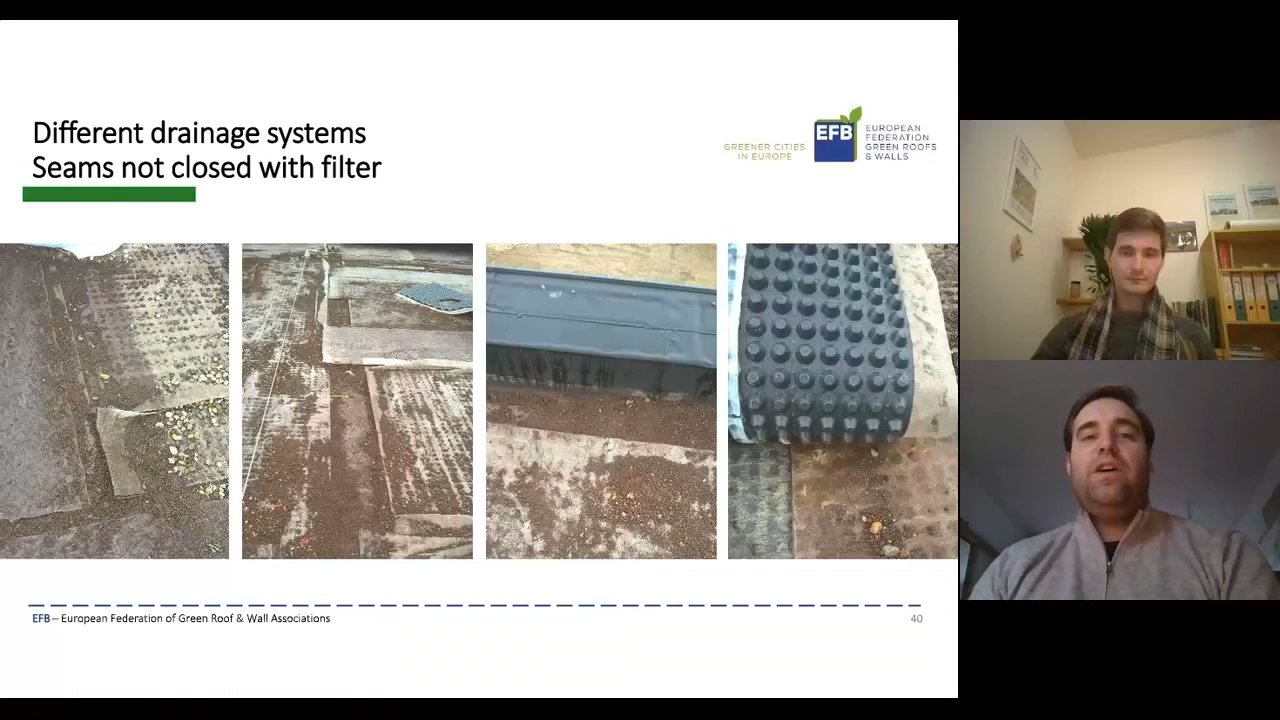 Different drainage systems
Seams not closed with filter
GREENER CITIES
IN EUROPE
EFB
EUROPEAN
FEDERATION
GREEN ROOFS
& WALLS
EFB – European Federation of Green Roof & Wall Associations
40